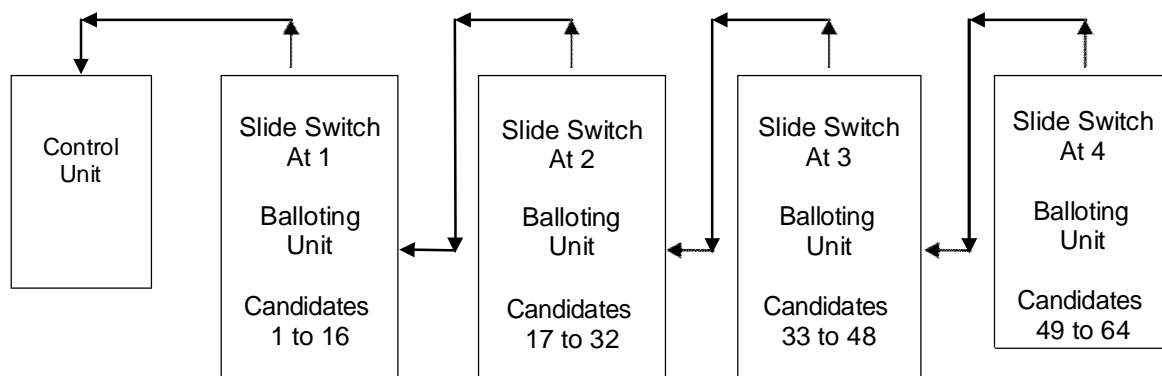 Control
Unit
Slide Switch
At 1
Balloting
Unit
Candidates
1 to 16
Slide Switch
At 2
Balloting
Unit
Candidates
17 to 32
Slide Switch
At 3
Balloting
Unit
Candidates
33 to 48
Slide Switch
At 4
Balloting
Unit
Candidates
49 to 64